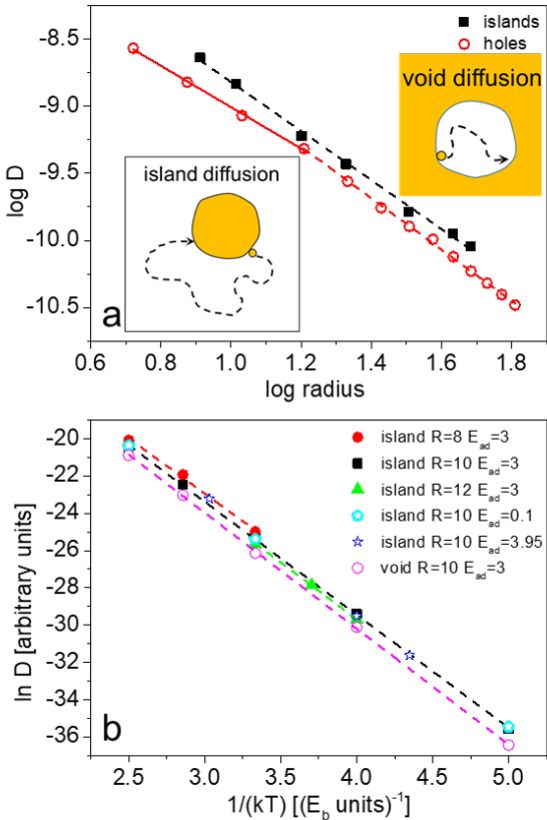 islands
holes
void diffusion
island diffusion
a
log D
-8.5
-9.0
-9.5
-10.0
-10.5
0.6 0.8 1.0 1.2 1.4 1.6 1.8
log radius
island R=8 E_ad=3
island R=10 E_ad=3
island R=12 E_ad=3
island R=10 E_ad=0.1
island R=10 E_ad=3.95
void R=10 E_ad=3
b
ln D [arbitrary units]
-20
-22
-24
-26
-28
-30
-32
-34
-36
2.5 3.0 3.5 4.0 4.5 5.0
1/(kT) [(E_b units)^-1]